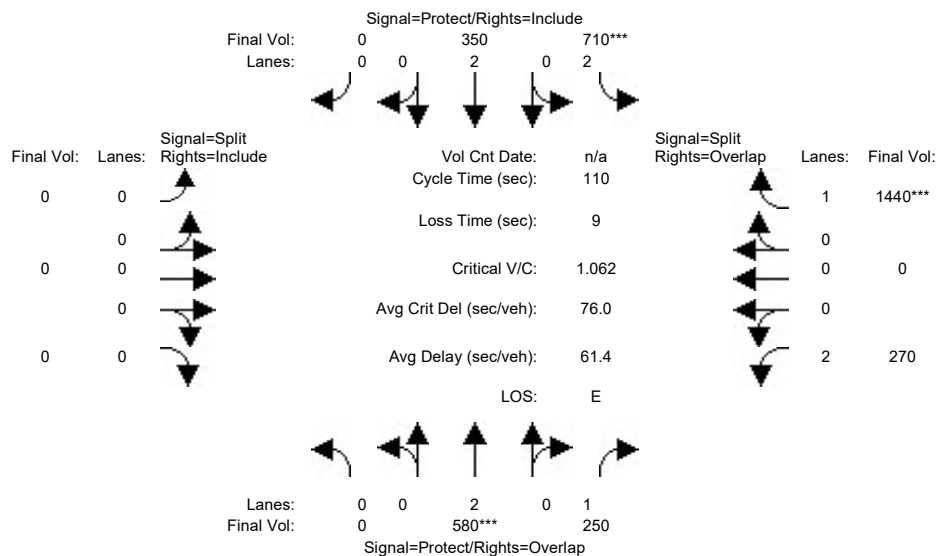 Signal=Protect/Rights=Include
Final Vol: 0 350 710***
Lanes: 0 0 2 0 2
Signal=Split
Final Vol: Lanes: Rights=Include
Vol Cnt Date: n/a
Signal=Split
Rights=Overlap Lanes: Final Vol:
Cycle Time (sec): 110
0 0
1 1440***
Loss Time (sec): 9
0
0
0 0
Critical V/C: 1.062
0 0
0
Avg Crit Del (sec/veh): 76.0
0
0 0
Avg Delay (sec/veh): 61.4
2 270
LOS: E
Lanes: 0 0 2 0 1
Final Vol: 0 580*** 250
Signal=Protect/Rights=Overlap